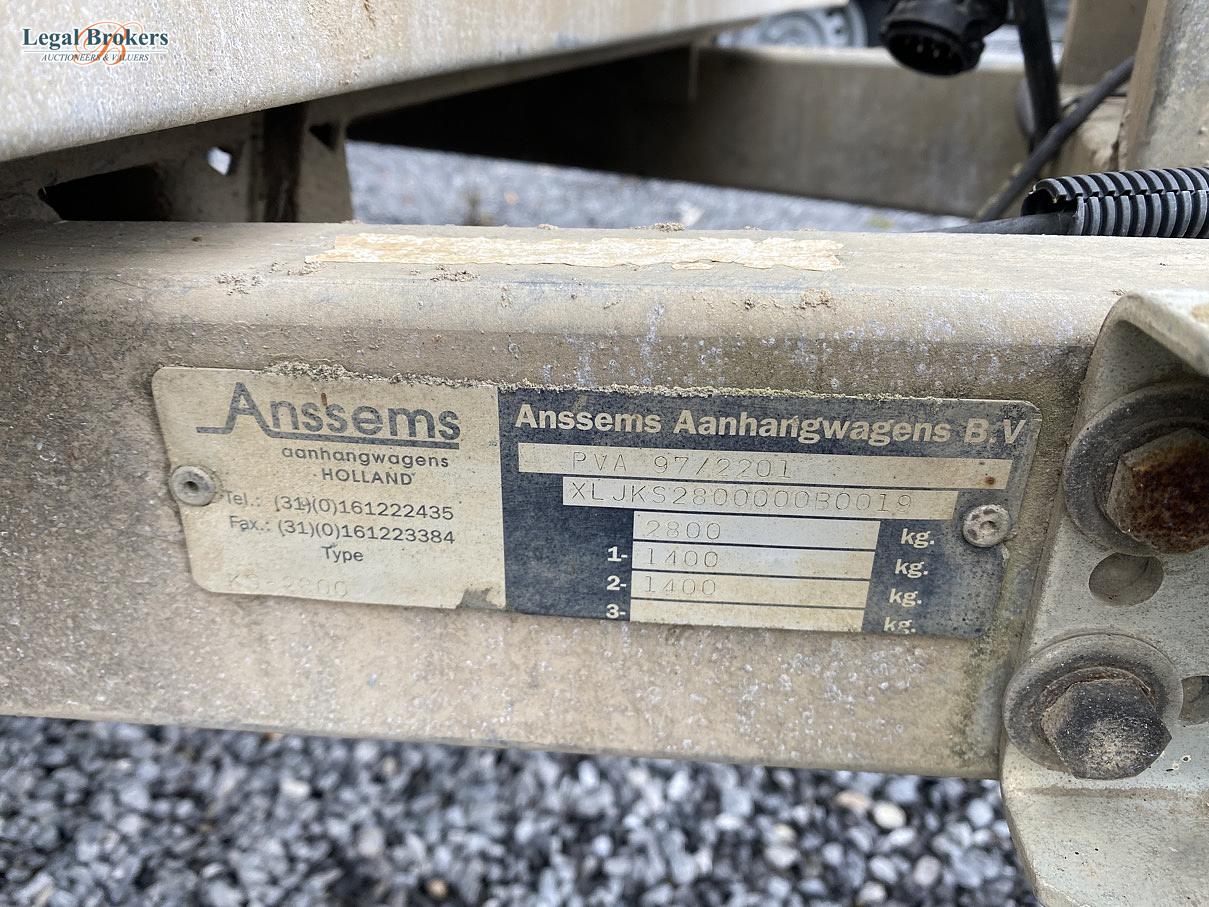 Legal Brokers
AUCTIONEERS & VALUERS
Anssems
aanhangwagens
HOLLAND
Tel.: (31)(0)161222435
Fax.: (31)(0)161223384
Type
Anssems Aanhangwagens B.V
PVA 97/2201
XLJKS2800000B0019
2800 kg.
1- 1400 kg.
2- 1400 kg.
3- kg.